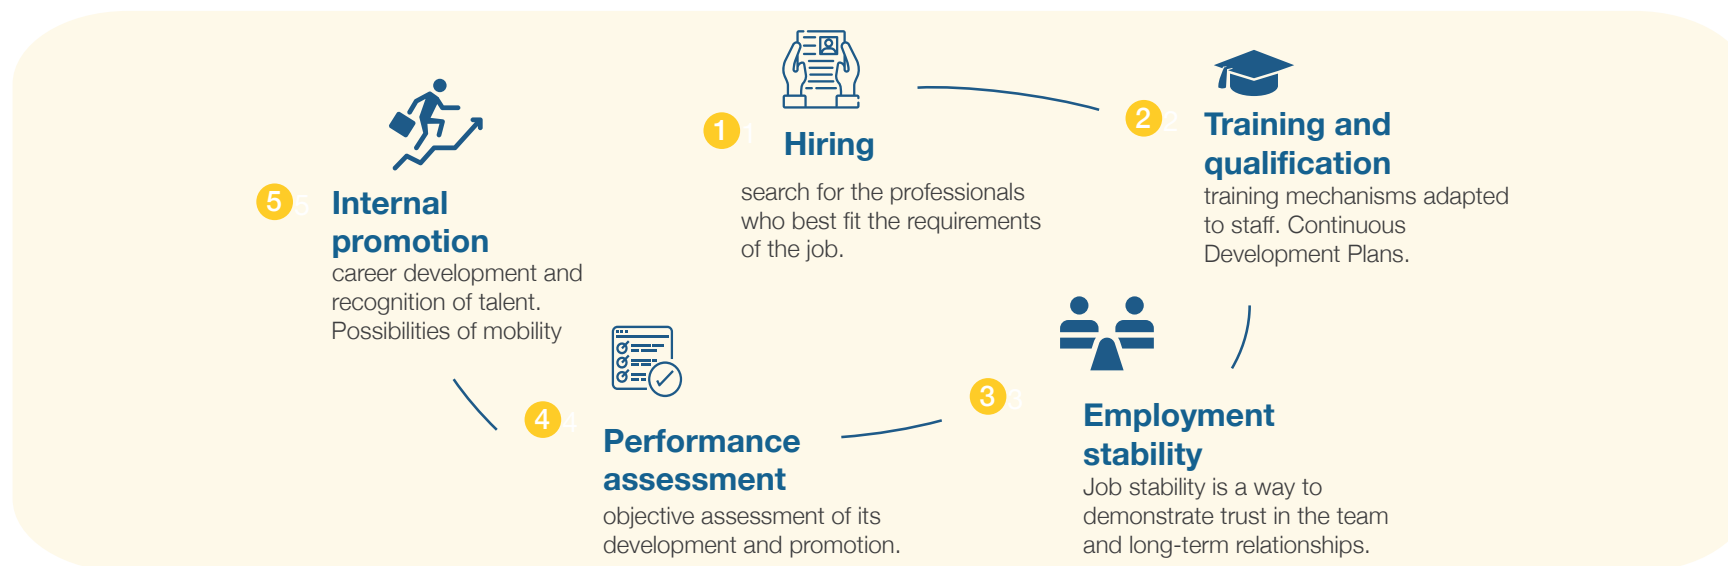 1
Hiring
search for the professionals
who best fit the requirements
of the job.
2
Training and
qualification
training mechanisms adapted
to staff. Continuous
Development Plans.
3
Employment
stability
Job stability is a way to
demonstrate trust in the team
and long-term relationships.
4
Performance
assessment
objective assessment of its
development and promotion.
5
Internal
promotion
career development and
recognition of talent.
Possibilities of mobility